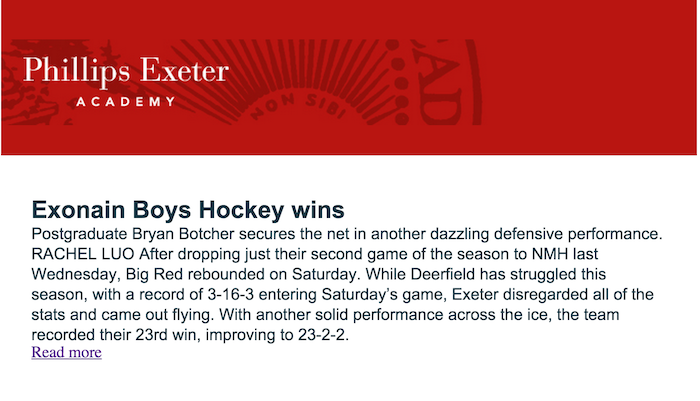 Phillips Exeter
ACADEMY
NON SIBI
AD
Exonain Boys Hockey wins
Postgraduate Bryan Botcher secures the net in another dazzling defensive performance.
RACHEL LUO After dropping just their second game of the season to NMH last
Wednesday, Big Red rebounded on Saturday. While Deerfield has struggled this
season, with a record of 3-16-3 entering Saturday’s game, Exeter disregarded all of the
stats and came out flying. With another solid performance across the ice, the team
recorded their 23rd win, improving to 23-2-2.
Read more